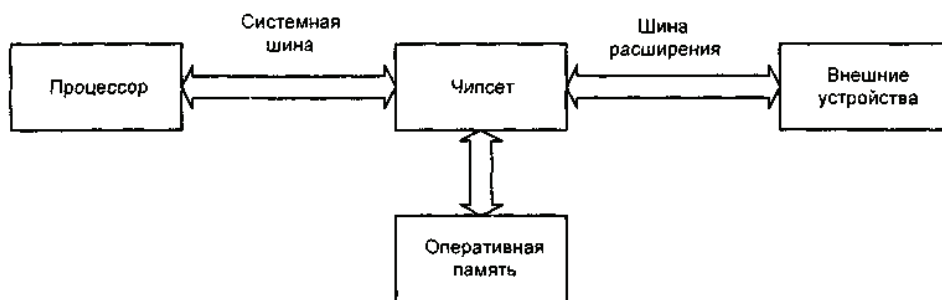 Системная
шина
Шина
расширения
Процессор
Чипсет
Внешние
устройства
Оперативная
память